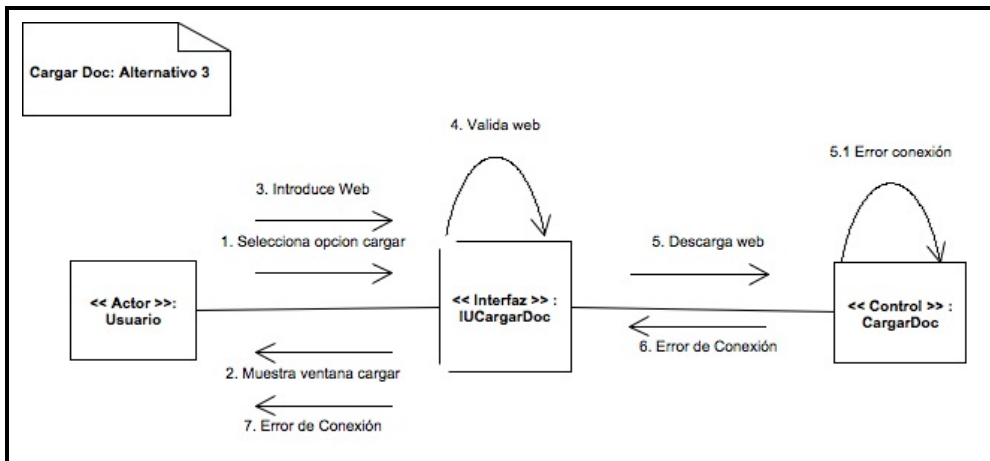 Cargar Doc: Alternativo 3
4. Valida web
5.1 Error conexión
3. Introduce Web
1. Selecciona opcion cargar
5. Descarga web
<< Actor >>:
Usuario
<< Interfaz >> :
IUCargarDoc
<< Control >> :
CargarDoc
6. Error de Conexión
2. Muestra ventana cargar
7. Error de Conexión